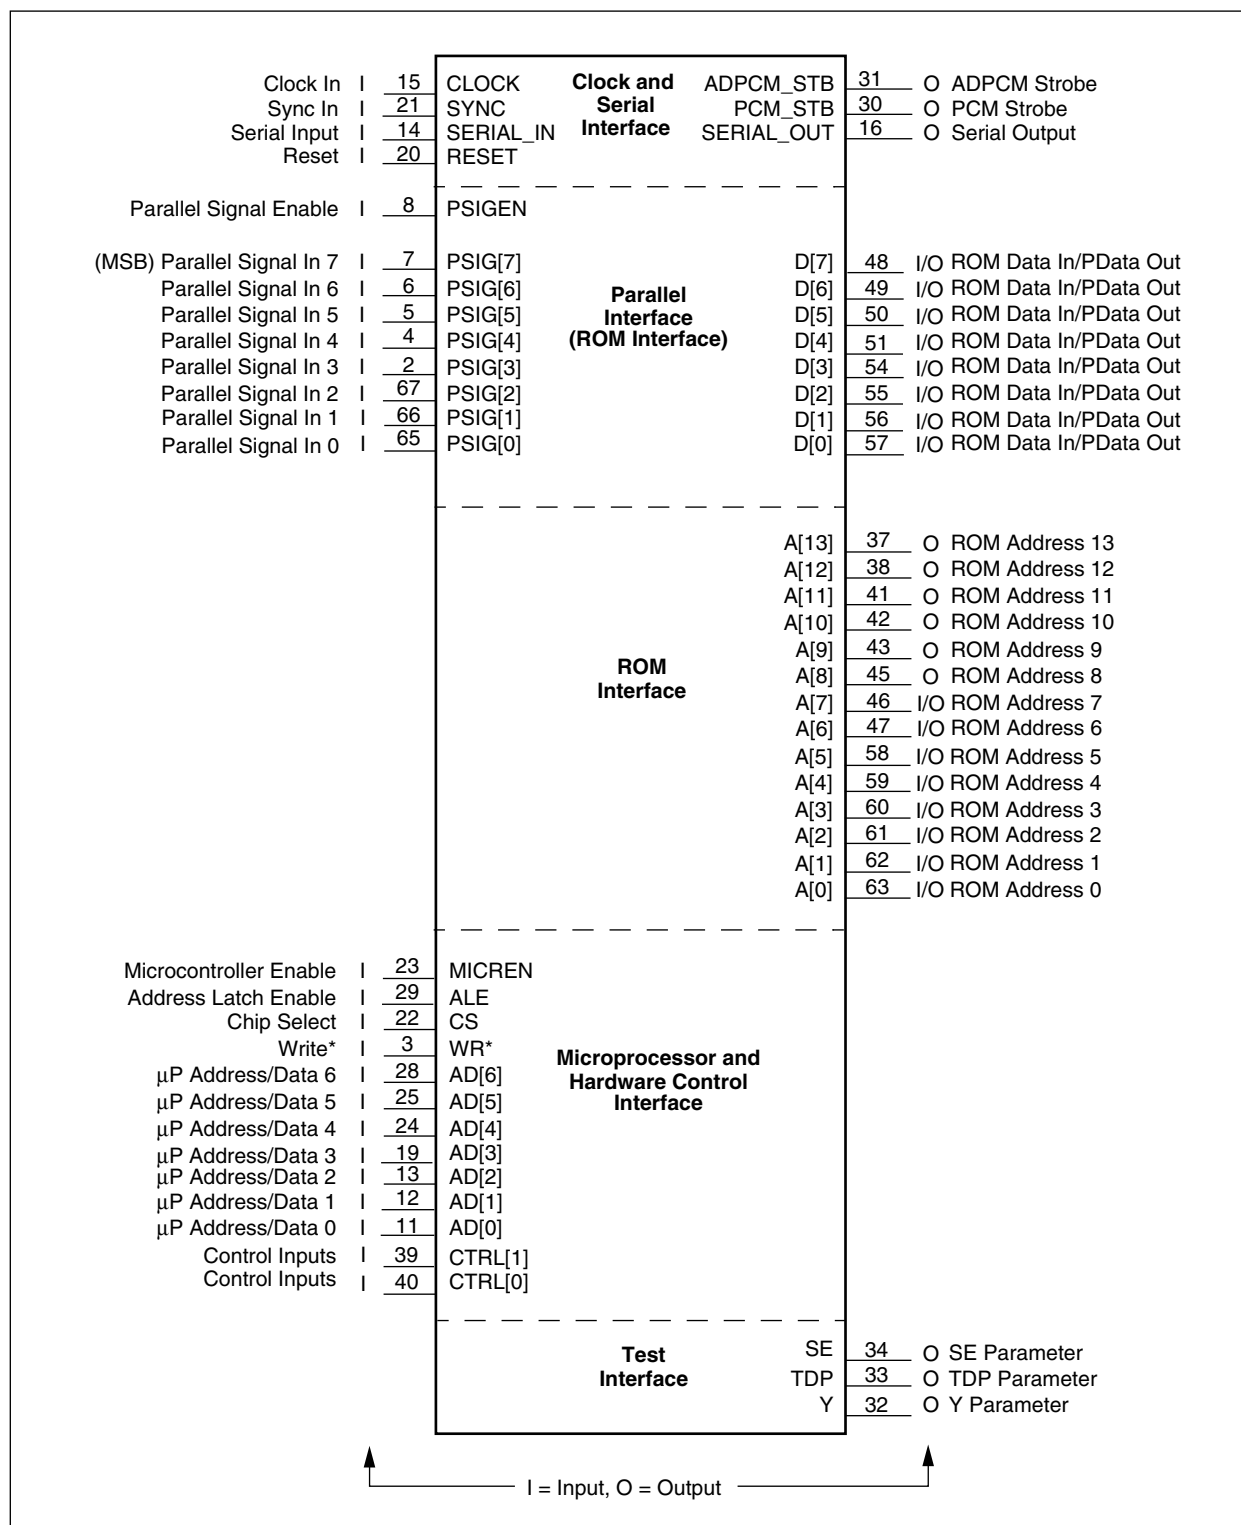 Clock In I 15 CLOCK Clock and ADPCM_STB 31 O ADPCM Strobe
Sync In I 21 SYNC Serial PCM_STB 30 O PCM Strobe
Serial Input I 14 SERIAL_IN Interface SERIAL_OUT 16 O Serial Output
Reset I 20 RESET
Parallel Signal Enable I 8 PSIGEN
(MSB) Parallel Signal In 7 I 7 PSIG[7] D[7] 48 I/O ROM Data In/PData Out
Parallel Signal In 6 I 6 PSIG[6] Parallel D[6] 49 I/O ROM Data In/PData Out
Parallel Signal In 5 I 5 PSIG[5] Interface D[5] 50 I/O ROM Data In/PData Out
Parallel Signal In 4 I 4 PSIG[4] (ROM Interface) D[4] 51 I/O ROM Data In/PData Out
Parallel Signal In 3 I 2 PSIG[3] D[3] 54 I/O ROM Data In/PData Out
Parallel Signal In 2 I 67 PSIG[2] D[2] 55 I/O ROM Data In/PData Out
Parallel Signal In 1 I 66 PSIG[1] D[1] 56 I/O ROM Data In/PData Out
Parallel Signal In 0 I 65 PSIG[0] D[0] 57 I/O ROM Data In/PData Out
A[13] 37 O ROM Address 13
A[12] 38 O ROM Address 12
A[11] 41 O ROM Address 11
A[10] 42 O ROM Address 10
A[9] 43 O ROM Address 9
ROM A[8] 45 O ROM Address 8
Interface A[7] 46 I/O ROM Address 7
A[6] 47 I/O ROM Address 6
A[5] 58 I/O ROM Address 5
A[4] 59 I/O ROM Address 4
A[3] 60 I/O ROM Address 3
A[2] 61 I/O ROM Address 2
A[1] 62 I/O ROM Address 1
A[0] 63 I/O ROM Address 0
Microcontroller Enable I 23 MICREN
Address Latch Enable I 29 ALE
Chip Select I 22 CS
Write* I 3 WR* Microprocessor and
µP Address/Data 6 I 28 AD[6] Hardware Control
µP Address/Data 5 I 25 AD[5] Interface
µP Address/Data 4 I 24 AD[4]
µP Address/Data 3 I 19 AD[3]
µP Address/Data 2 I 13 AD[2]
µP Address/Data 1 I 12 AD[1]
µP Address/Data 0 I 11 AD[0]
Control Inputs I 39 CTRL[1]
Control Inputs I 40 CTRL[0]
Test SE 34 O SE Parameter
Interface TDP 33 O TDP Parameter
Y 32 O Y Parameter
I = Input, O = Output